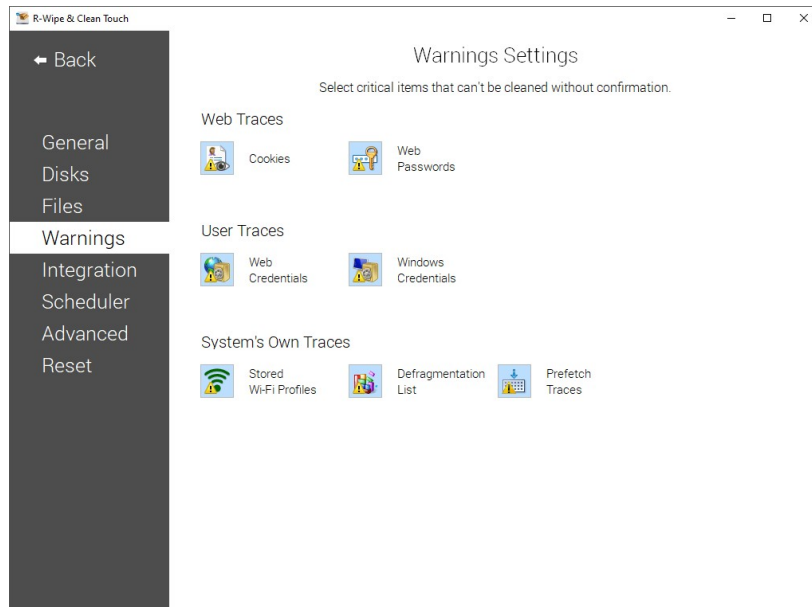 R-Wipe & Clean Touch
Back
General
Disks
Files
Warnings
Integration
Scheduler
Advanced
Reset
Warnings Settings
Select critical items that can't be cleaned without confirmation.
Web Traces
Cookies
Web
Passwords
User Traces
Web
Credentials
Windows
Credentials
System's Own Traces
Stored
Wi-Fi Profiles
Defragmentation
List
Prefetch
Traces